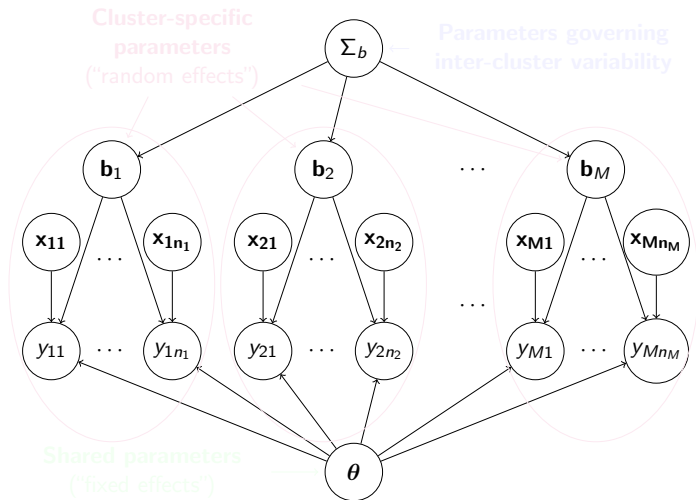 Cluster-specific
parameters
("random effects")
Σ_b
Parameters governing
inter-cluster variability
b_1 b_2 ... b_M
x_11 ... x_1n_1 x_21 ... x_2n_2 x_M1 ... x_Mn_M
...
y_11 ... y_1n_1 y_21 ... y_2n_2 y_M1 ... y_Mn_M
Shared parameters
("fixed effects")
θ